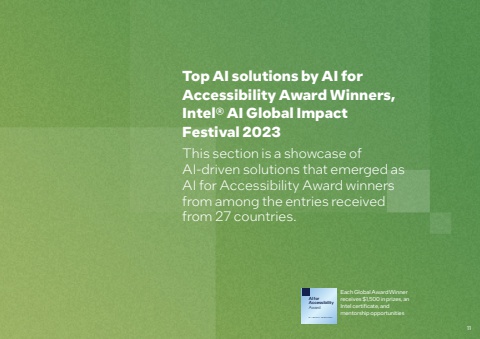 Top AI solutions by AI for
Accessibility Award Winners,
Intel® AI Global Impact
Festival 2023
This section is a showcase of
AI-driven solutions that emerged as
AI for Accessibility Award winners
from among the entries received
from 27 countries.
AI for
Accessibility
Award
Each Global Award Winner
receives $1,500 in prizes, an
Intel certificate, and
mentorship opportunities